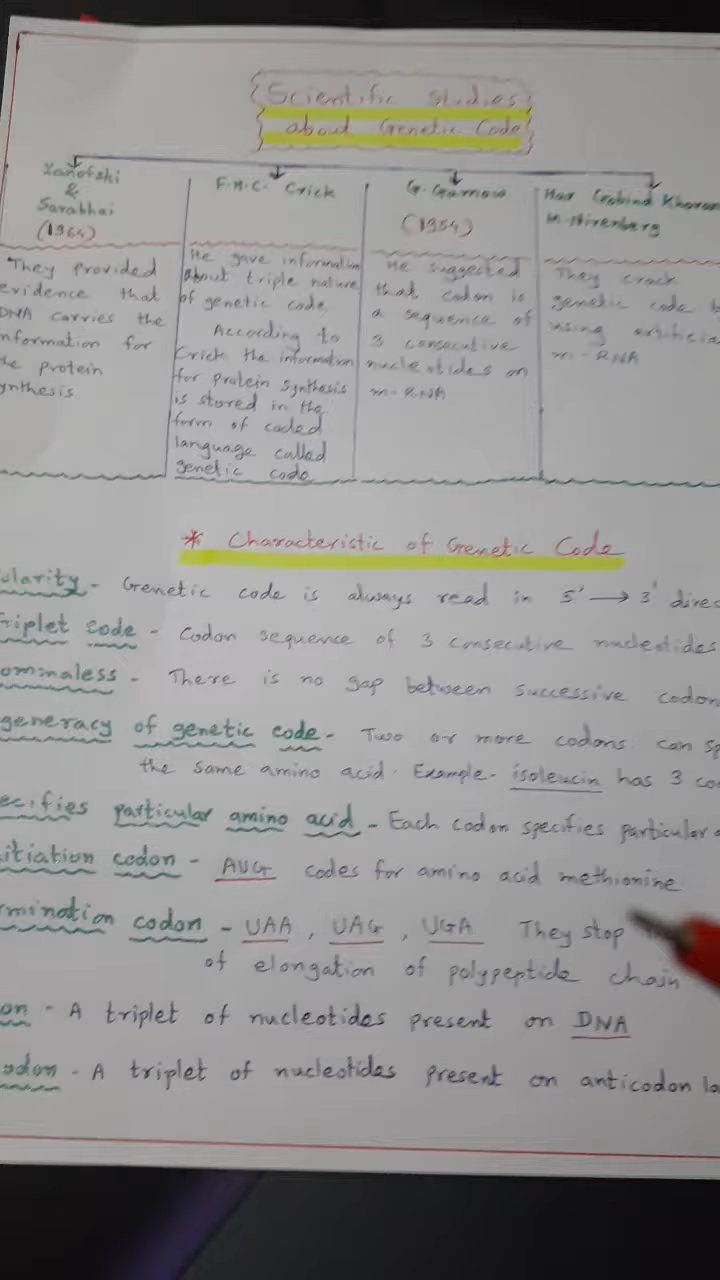 Scientific Studies
about Genetic Code
Yanofski
&
Sarabhai
(1964)
They provided
evidence that
DNA carries the
nformation for
he protein
ynthesis
F.H.C. Crick
He gave information
about triple nature
of genetic code.
According to
Crick the information
for protein synthesis
is stored in the
form of coded
language called
genetic code
G. Gamow
(1954)
He suggested
that codon is
a sequence of
3 consecutive
nucleotides on
m-RNA
Har Gobind Khoran
M. Nirenberg
They crack
genetic code b
using artificia
m-RNA
* Characteristic of Genetic Code
olarity - Genetic code is always read in 5' → 3' direc
riplet code - Codon sequence of 3 consecutive nucleotides
ommaless - There is no gap between successive codon
generacy of genetic code - Two or more codons can sp
the same amino acid. Example - isoleucin has 3 co
ecifies particular amino acid - Each codon specifies particular a
itiation codon - AUG codes for amino acid methionine
mination codon - UAA, UAG, UGA They stop
of elongation of polypeptide chain
on - A triplet of nucleotides present on DNA
odon - A triplet of nucleotides present on anticodon lo